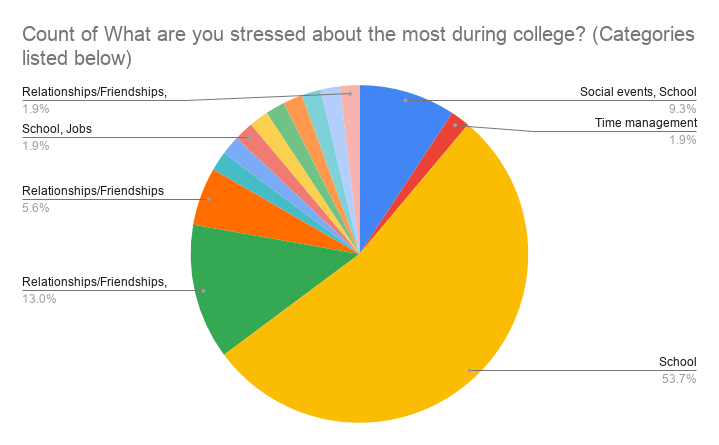 Count of What are you stressed about the most during college? (Categories
listed below)
Relationships/Friendships,
1.9%
School, Jobs
1.9%
Relationships/Friendships
5.6%
Relationships/Friendships,
13.0%
Social events, School
9.3%
Time management
1.9%
School
53.7%